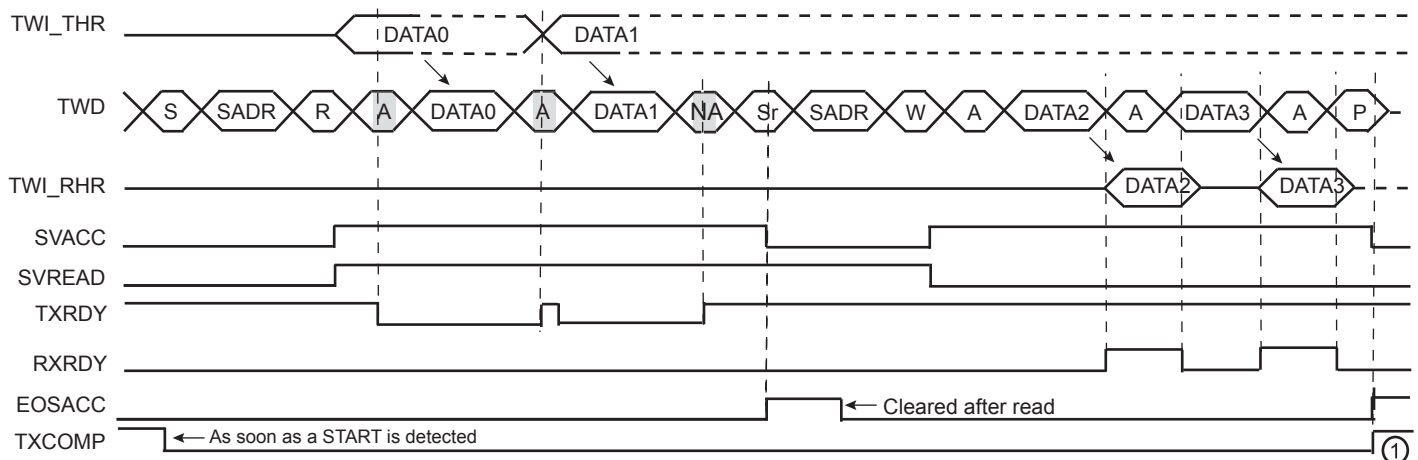 TWI_THR DATA0 DATA1
TWD S SADR R A DATA0 A DATA1 NA Sr SADR W A DATA2 A DATA3 A P
TWI_RHR DATA2 DATA3
SVACC
SVREAD
TXRDY
RXRDY
EOSACC Cleared after read
TXCOMP As soon as a START is detected 1